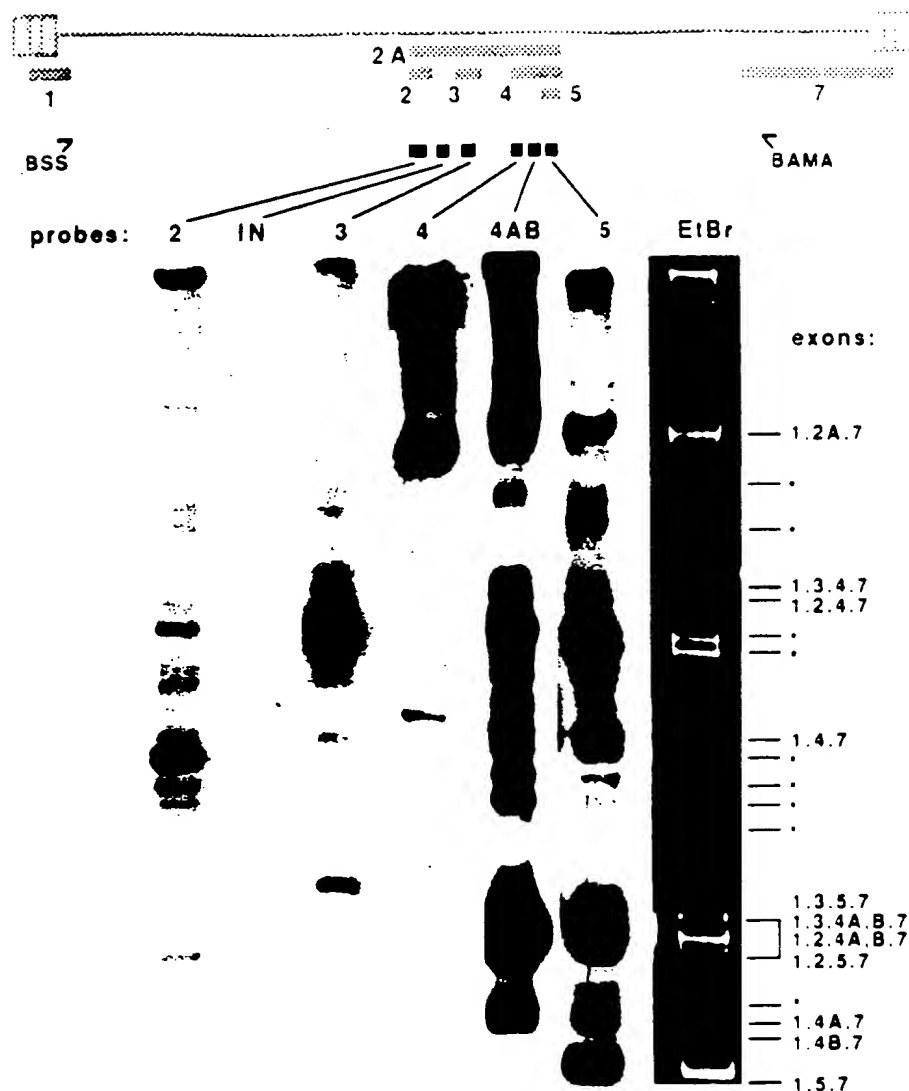 2A
2 3 4 5
1 7
BSS BAMA
probes: 2 IN 3 4 4AB 5 EtBr
exons:
1.2A.7
1.3.4.7
1.2.4.7
1.4.7
1.3.5.7
1.3.4A,B.7
1.2.4A,B.7
1.2.5.7
1.4A.7
1.4B.7
1.5.7